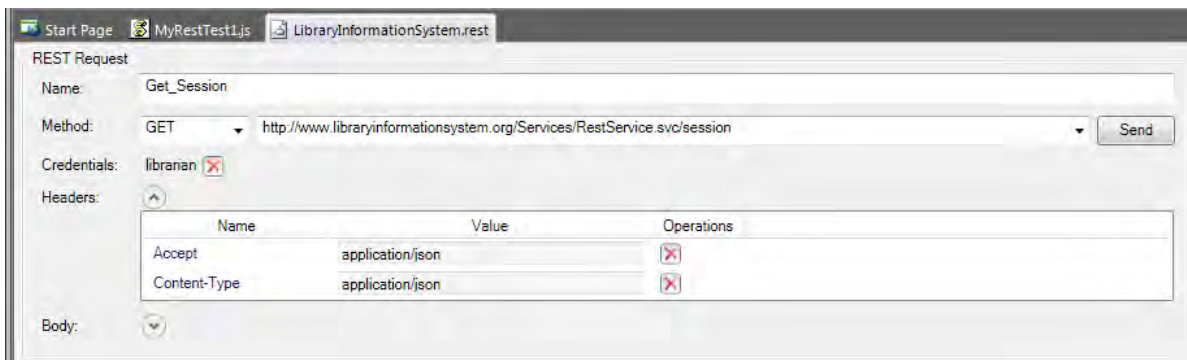 Start Page MyRestTest1.js LibraryInformationSystem.rest
REST Request
Name: Get_Session
Method: GET http://www.libraryinformationsystem.org/Services/RestService.svc/session Send
Credentials: librarian
Headers:
Name Value Operations
Accept application/json
Content-Type application/json
Body: